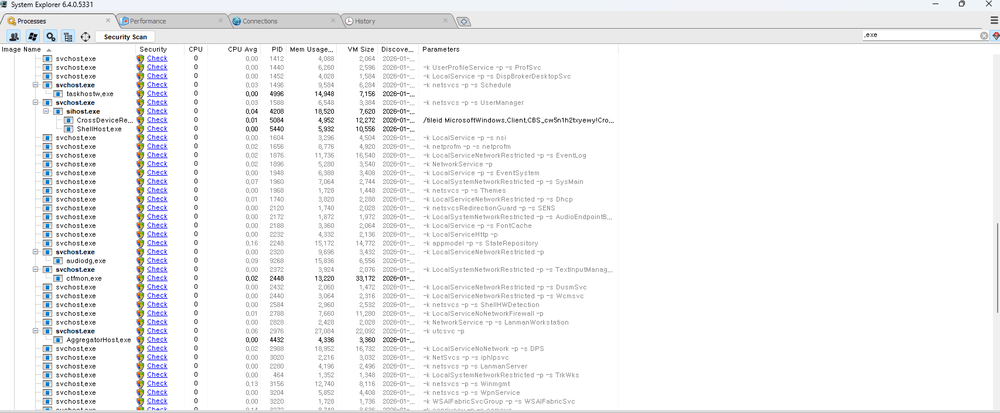 System Explorer 6.4.0.5331
Processes Performance Connections History
Security Scan .exe
Image Name Security CPU CPU Avg PID Mem Usage... VM Size Discove... Parameters
svchost.exe Check 0 0,00 1412 4,088 2,064 2026-01-...
svchost.exe Check 0 0,00 1440 6,260 2,596 2026-01-... -k UserProfileService -p -s ProfSvc
svchost.exe Check 0 0,00 1452 4,028 1,584 2026-01-... -k LocalService -p -s DispBrokerDesktopSvc
svchost.exe Check 0 0,03 1496 9,584 6,284 2026-01-... -k netsvcs -p -s Schedule
taskhostw.exe Check 0 0,00 4996 14,948 7,156 2026-01-...
svchost.exe Check 0 0,03 1588 6,548 3,384 2026-01-... -k netsvcs -p -s UserManager
sihost.exe Check 0 0,04 4208 18,520 7,620 2026-01-...
CrossDeviceRe... Check 0 0,01 5084 4,952 12,272 2026-01-... /tileid MicrosoftWindows.Client.CBS_cw5n1h2txyewy!Cro...
ShellHost.exe Check 0 0,00 5440 5,932 10,556 2026-01-...
svchost.exe Check 0 0,00 1604 3,296 4,504 2026-01-... -k LocalService -p -s nsi
svchost.exe Check 0 0,02 1656 8,776 4,920 2026-01-... -k netprofm -p -s netprofm
svchost.exe Check 0 0,02 1876 11,736 16,540 2026-01-... -k LocalServiceNetworkRestricted -p -s EventLog
svchost.exe Check 0 0,02 1896 5,280 3,540 2026-01-... -k NetworkService -p
svchost.exe Check 0 0,00 1948 6,388 3,408 2026-01-... -k LocalService -p -s EventSystem
svchost.exe Check 0 0,07 1960 7,064 2,744 2026-01-... -k LocalSystemNetworkRestricted -p -s SysMain
svchost.exe Check 0 0,00 1968 1,728 1,448 2026-01-... -k netsvcs -p -s Themes
svchost.exe Check 0 0,01 1740 3,820 2,288 2026-01-... -k LocalServiceNetworkRestricted -p -s Dhcp
svchost.exe Check 0 0,00 2120 1,740 2,028 2026-01-... -k netsvcsRedirectionGuard -p -s SENS
svchost.exe Check 0 0,00 2172 1,872 1,972 2026-01-... -k LocalSystemNetworkRestricted -p -s AudioEndpointB...
svchost.exe Check 0 0,00 2188 3,360 2,064 2026-01-... -k LocalService -p -s FontCache
svchost.exe Check 0 0,00 2232 4,332 2,136 2026-01-... -k LocalServiceHttp -p
svchost.exe Check 0 0,16 2248 15,172 14,772 2026-01-... -k appmodel -p -s StateRepository
svchost.exe Check 0 0,00 2320 9,696 3,432 2026-01-... -k LocalServiceNetworkRestricted -p
audiodg.exe Check 0 0,09 9268 15,836 6,556 2026-01-...
svchost.exe Check 0 0,00 2372 3,924 2,076 2026-01-... -k LocalSystemNetworkRestricted -p -s TextInputManag...
ctfmon.exe Check 0 0,02 2448 13,220 33,172 2026-01-...
svchost.exe Check 0 0,00 2432 2,060 1,472 2026-01-... -k LocalServiceNetworkRestricted -p -s DusmSvc
svchost.exe Check 0 0,00 2440 3,064 2,316 2026-01-... -k LocalServiceNetworkRestricted -p -s Wcmsvc
svchost.exe Check 0 0,00 2584 2,960 2,532 2026-01-... -k netsvcs -p -s ShellHWDetection
svchost.exe Check 0 0,01 2788 7,660 11,280 2026-01-... -k LocalServiceNoNetworkFirewall -p
svchost.exe Check 0 0,00 2828 2,428 2,028 2026-01-... -k NetworkService -p -s LanmanWorkstation
svchost.exe Check 0 0,06 2976 27,084 22,092 2026-01-... -k utcsvc -p
AggregatorHost.exe Check 0 0,00 4432 4,336 3,360 2026-01-...
svchost.exe Check 0 0,02 2988 18,952 16,732 2026-01-... -k LocalServiceNoNetwork -p -s DPS
svchost.exe Check 0 0,00 3020 2,216 3,032 2026-01-... -k NetSvcs -p -s iphlpsvc
svchost.exe Check 0 0,00 2280 4,196 2,496 2026-01-... -k netsvcs -p -s LanmanServer
svchost.exe Check 0 0,00 464 1,352 1,348 2026-01-... -k LocalSystemNetworkRestricted -p -s TrkWks
svchost.exe Check 0 0,13 3156 12,740 8,116 2026-01-... -k netsvcs -p -s Winmgmt
svchost.exe Check 0 0,00 3204 5,852 4,408 2026-01-... -k netsvcs -p -s WpnService
svchost.exe Check 0 0,00 3220 1,728 1,736 2026-01-... -k WSAIFabricSvcGroup -p -s WSAIFabricSvc